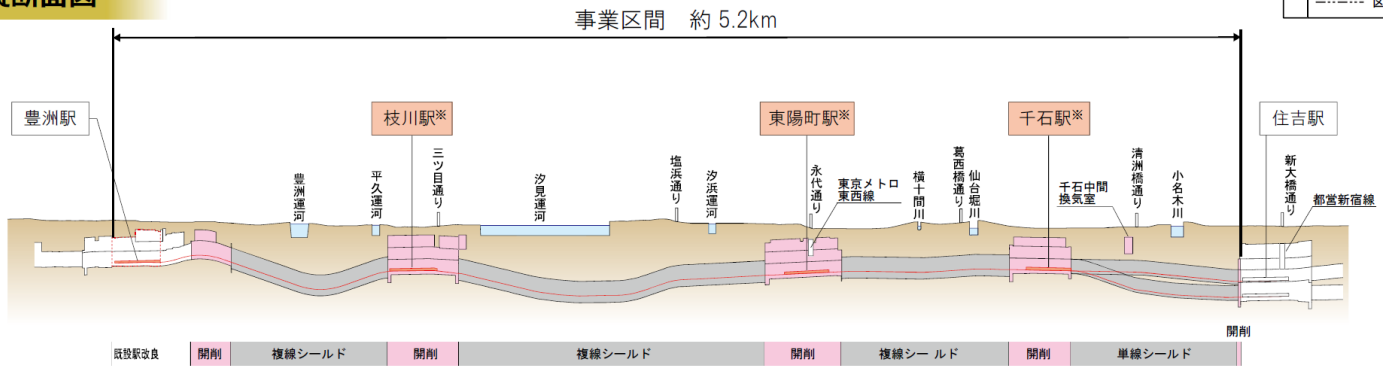 断面図
事業区間 約 5.2km
豊洲駅
枝川駅※
東陽町駅※
千石駅※
住吉駅
豊洲運河
平久運河
三ツ目通り
汐見運河
塩浜通り
汐浜運河
永代通り
東京メトロ
東西線
横十間川
葛西橋通り
仙台堀川
千石中間
換気室
清洲橋通り
小名木川
新大橋通り
都営新宿線
開削
既設駅改良
開削
複線シールド
開削
複線シールド
開削
複線シールド
開削
単線シールド